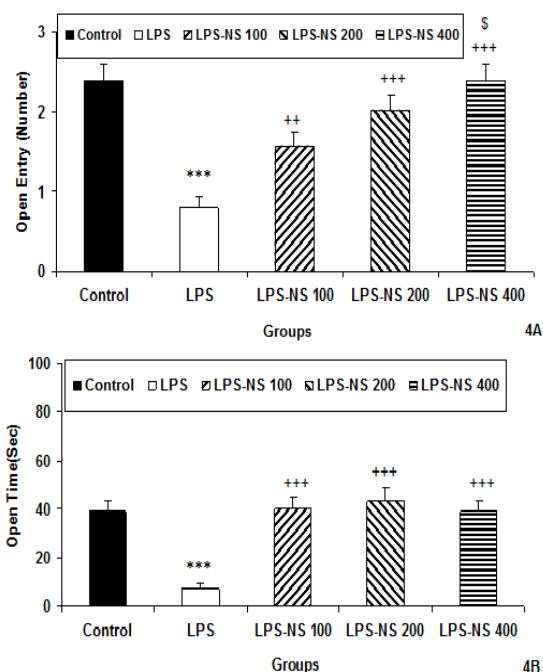 3
■ Control □ LPS ▨ LPS-NS 100 ▧ LPS-NS 200 ▤ LPS-NS 400
$
+++
+++
++
***
2
1
0
Open Entry (Number)
Control LPS LPS-NS 100 LPS-NS 200 LPS-NS 400
Groups
4A
100
■ Control □ LPS ▨ LPS-NS 100 ▧ LPS-NS 200 ▤ LPS-NS 400
80
60
+++ +++ +++
40
20
***
0
Open Time(Sec)
Control LPS LPS-NS 100 LPS-NS 200 LPS-NS 400
Groups
4B